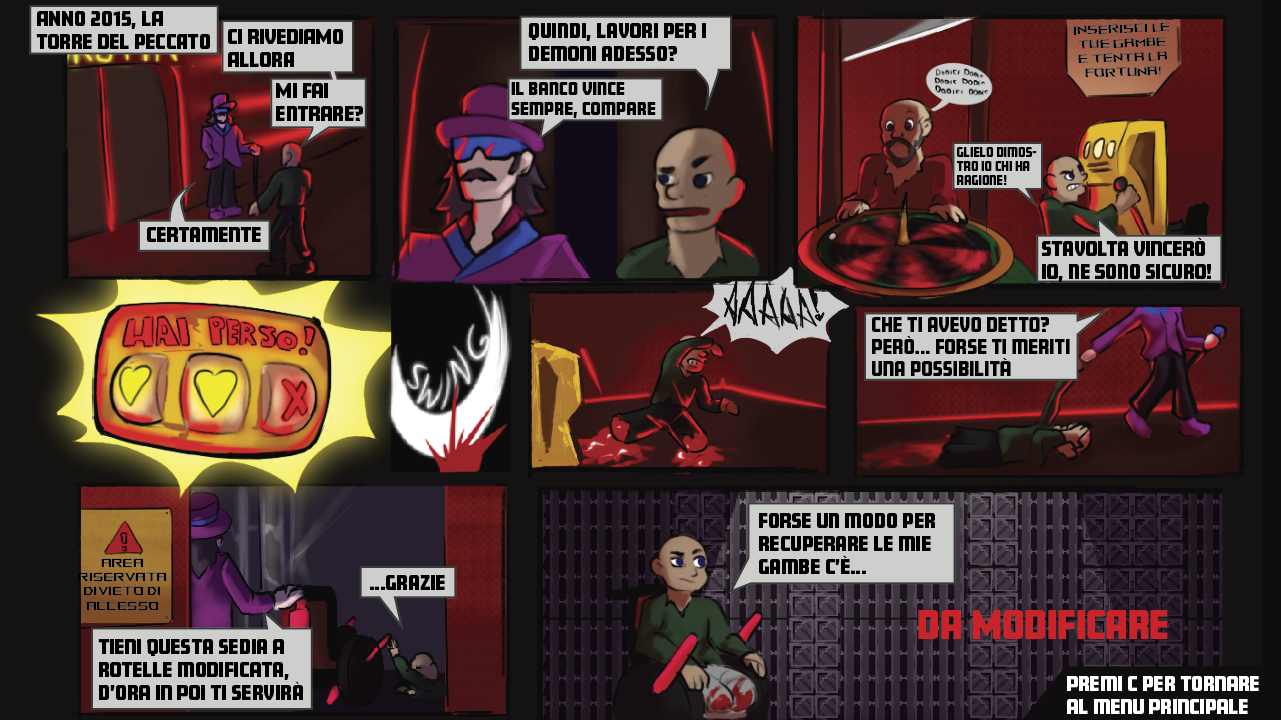 ANNO 2015, LA
TORRE DEL PECCATO
CI RIVEDIAMO
ALLORA
MI FAI
ENTRARE?
CERTAMENTE
QUINDI, LAVORI PER I
DEMONI ADESSO?
IL BANCO VINCE
SEMPRE, COMPARE
INSERISCI LE
TUE GAMBE
E TENTA LA
FORTUNA!
GLIELO DIMOS-
TRO IO CHI HA
RAGIONE!
STAVOLTA VINCERÒ
IO, NE SONO SICURO!
HAI PERSO!
SWING
AAAAA!
CHE TI AVEVO DETTO?
PERÒ... FORSE TI MERITI
UNA POSSIBILITÀ
AREA
RISERVATA
DIVIETO DI
ALLESSO
TIENI QUESTA SEDIA A
ROTELLE MODIFICATA,
D'ORA IN POI TI SERVIRÀ
...GRAZIE
FORSE UN MODO PER
RECUPERARE LE MIE
GAMBE C'È...
DA MODIFICARE
PREMI C PER TORNARE
AL MENU PRINCIPALE